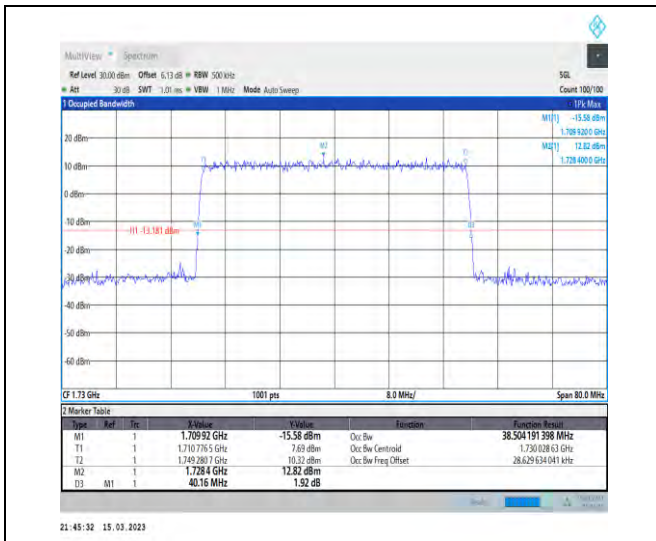 MultiView Spectrum
Ref Level 30.00 dBm Offset 6.13 dB RBW 500 kHz SGL
Att 30 dB SWT 1.01 ms VBW 1 MHz Mode Auto Sweep Count 100/100
1 Occupied Bandwidth 1Pk Max
M1[1] -15.58 dBm
1.709 920 0 GHz
20 dBm
M2
M2[1] 12.82 dBm
1.728 400 0 GHz
10 dBm
0 dBm
-10 dBm
H1 -13.181 dBm
-20 dBm
-30 dBm
-40 dBm
-50 dBm
-60 dBm
CF 1.73 GHz 1001 pts 8.0 MHz/ Span 80.0 MHz
2 Marker Table
Type Ref Trc X-Value Y-Value Function Function Result
M1 1 1.709 92 GHz -15.58 dBm Occ Bw 38.504 191 398 MHz
T1 1 1.710 776 5 GHz 7.69 dBm Occ Bw Centroid 1.730 028 63 GHz
T2 1 1.749 280 7 GHz 10.32 dBm Occ Bw Freq Offset 28.629 634 041 kHz
M2 1 1.728 4 GHz 12.82 dBm
D3 M1 1 40.16 MHz 1.92 dB
21:45:32 15.03.2023